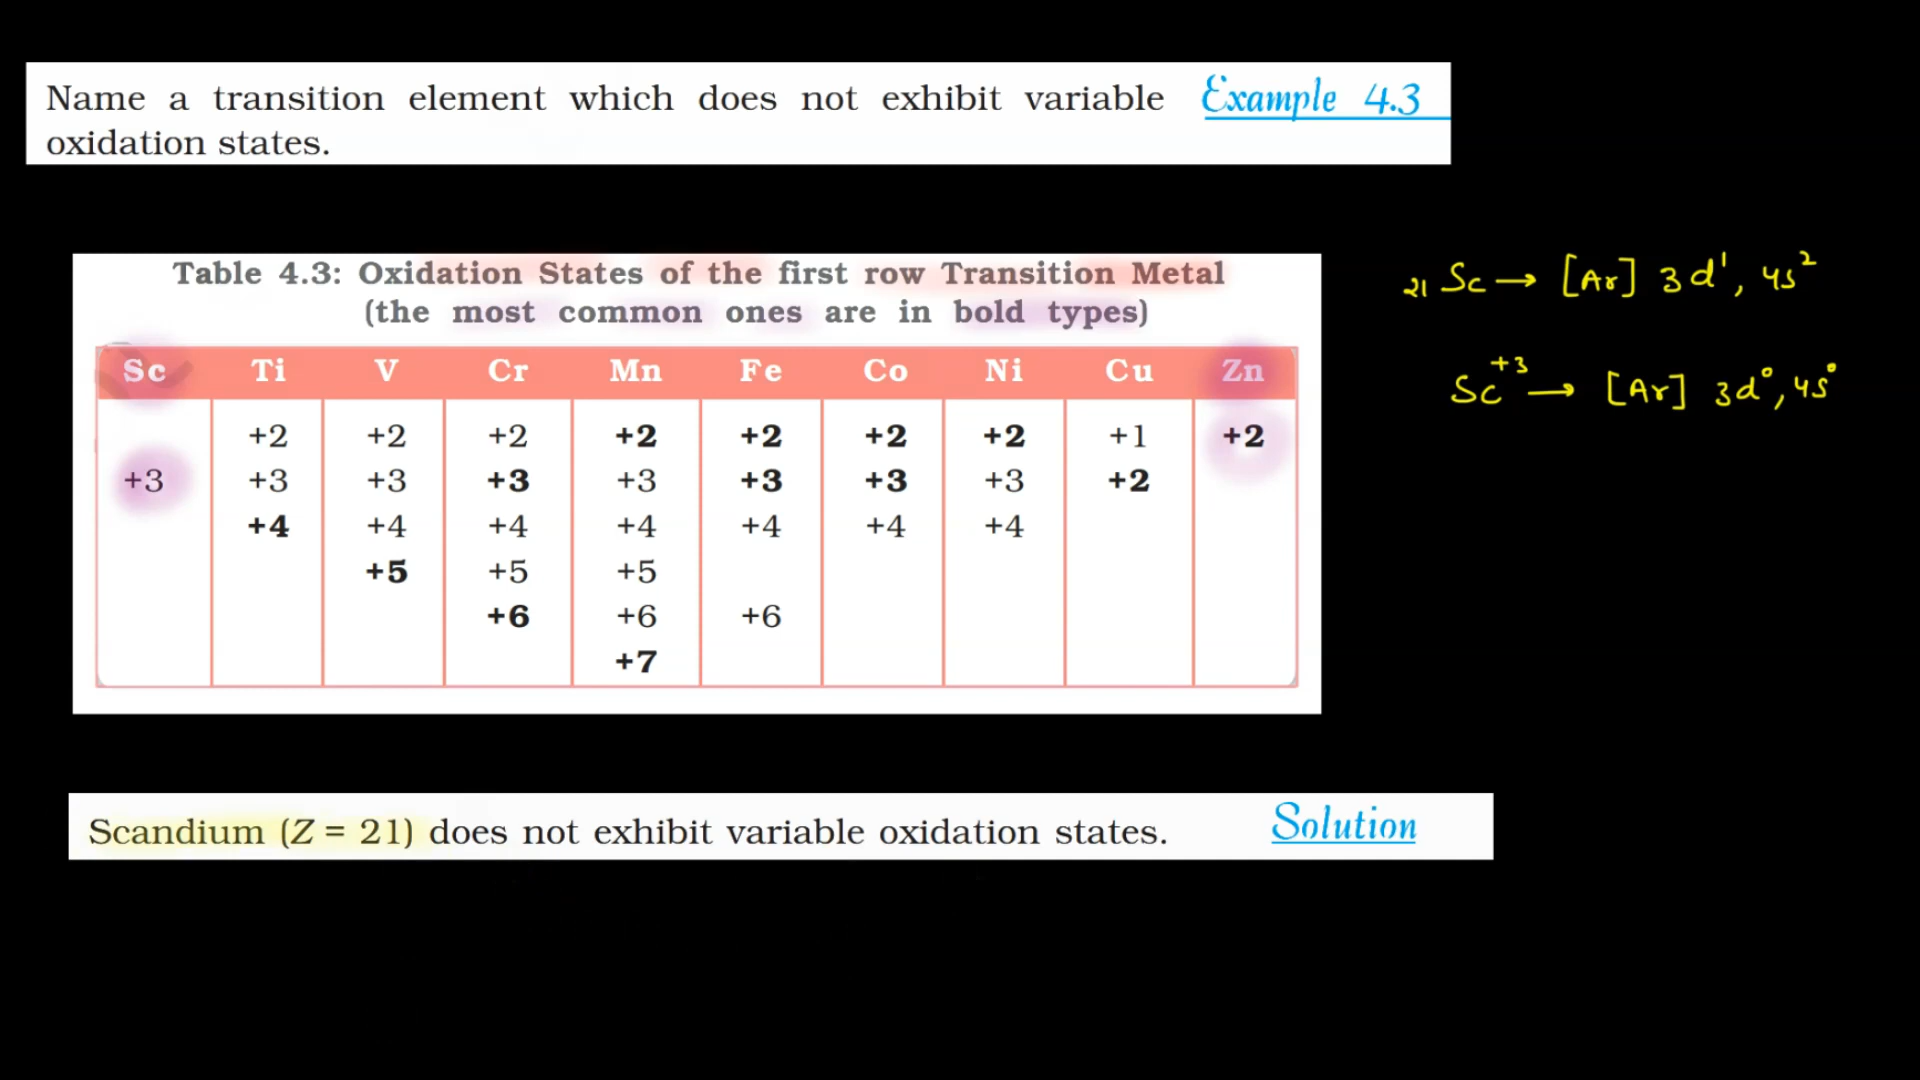 Name a transition element which does not exhibit variable Example 4.3
oxidation states.
Table 4.3: Oxidation States of the first row Transition Metal
(the most common ones are in bold types)
Sc Ti V Cr Mn Fe Co Ni Cu Zn
+2 +2 +2 +2 +2 +2 +2 +1 +2
+3 +3 +3 +3 +3 +3 +3 +3 +2
+4 +4 +4 +4 +4 +4 +4
+5 +5 +5
+6 +6 +6
+7
₂₁Sc → [Ar] 3d¹, 4s²
Sc⁺³ → [Ar] 3d⁰, 4s⁰
Scandium (Z = 21) does not exhibit variable oxidation states. Solution